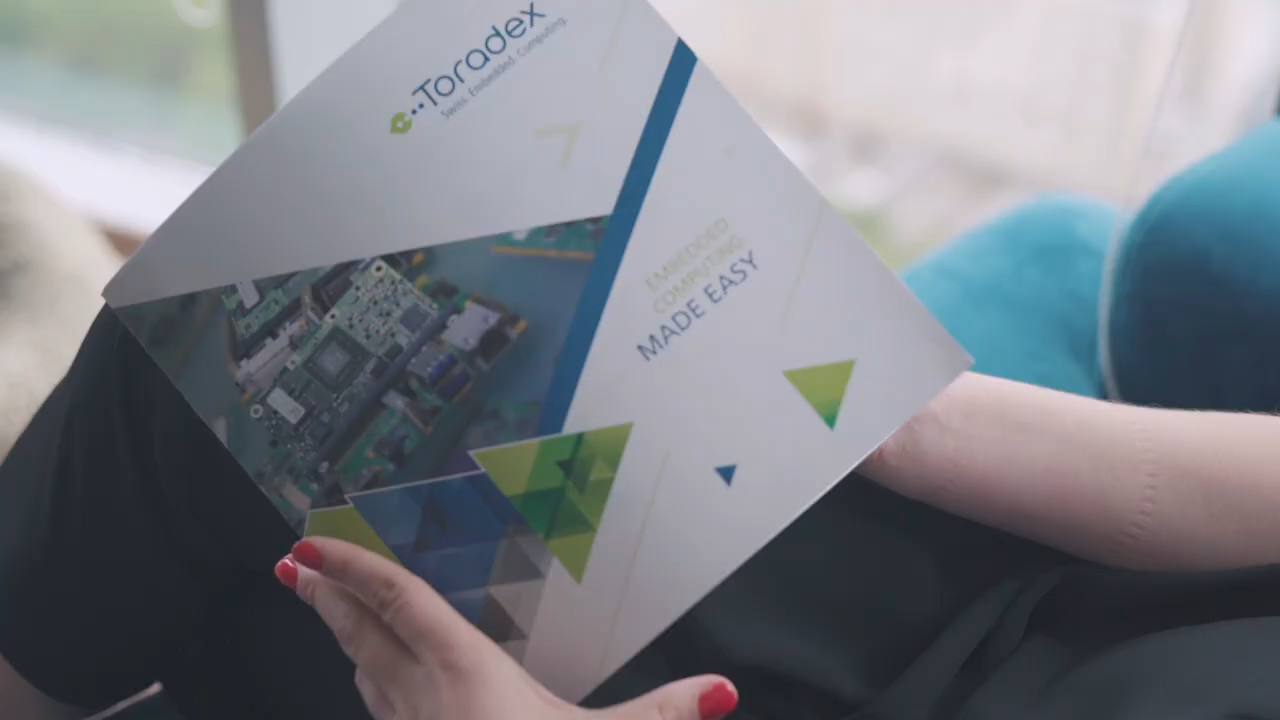 Toradex
Swiss. Embedded. Computing.
EMBEDDED
COMPUTING
MADE EASY